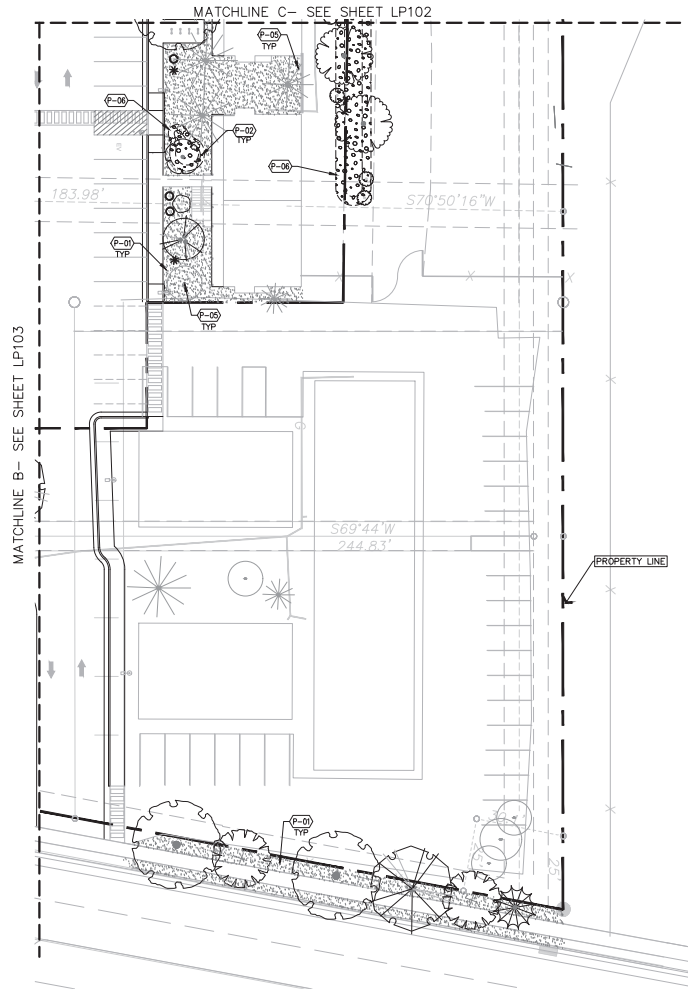 MATCHLINE C– SEE SHEET LP102
P-05
TYP
P-06
P-02
TYP
P-06
183.98'
S70°50'16"W
P-01
TYP
P-05
TYP
MATCHLINE B– SEE SHEET LP103
S69°44'W
244.83'
PROPERTY LINE
P-01
TYP
25'